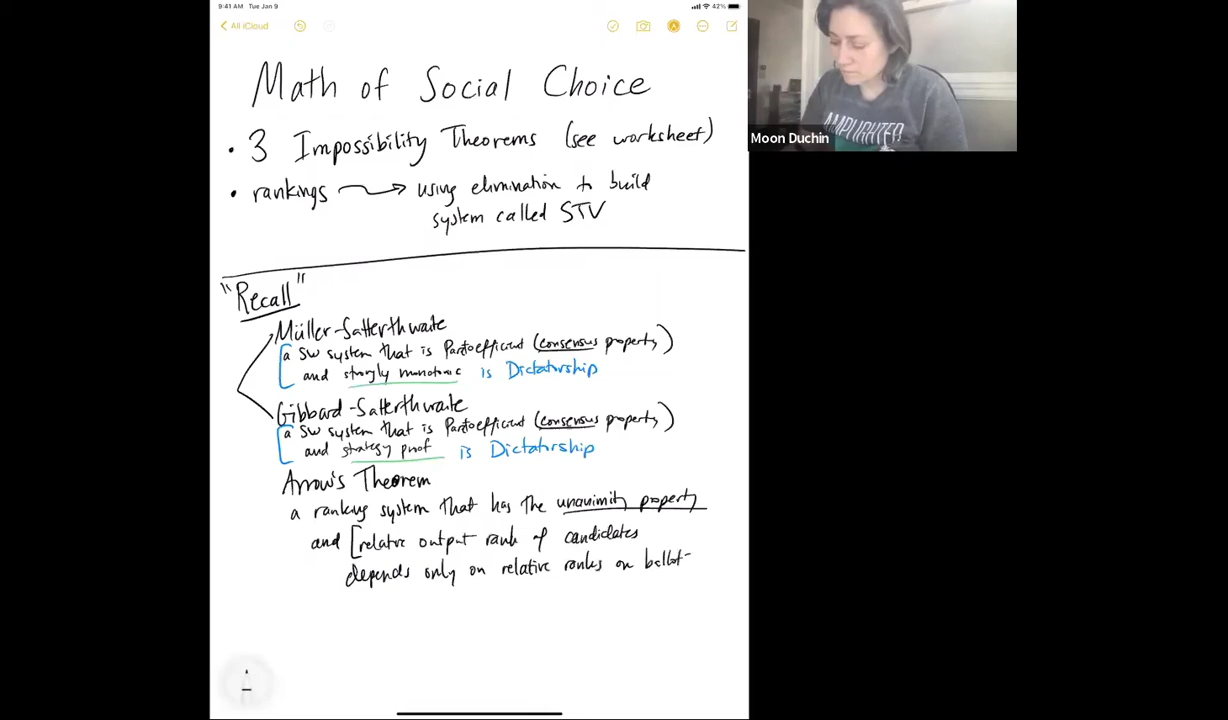 9:41 AM Tue Jan 9
42%
All iCloud
Math of Social Choice
• 3 Impossibility Theorems (see worksheet)
• rankings → using elimination to build
system called STV
"Recall"
Müller-Satterthwaite
a SW system that is Pareto efficient (consensus property)
and strongly monotonic is Dictatorship
Gibbard-Satterthwaite
a SW system that is Pareto efficient (consensus property)
and strategy proof is Dictatorship
Arrow's Theorem
a ranking system that has the unanimity property
and [relative output rank of candidates
depends only on relative ranks on ballot
AMPLIGHTER
Moon Duchin